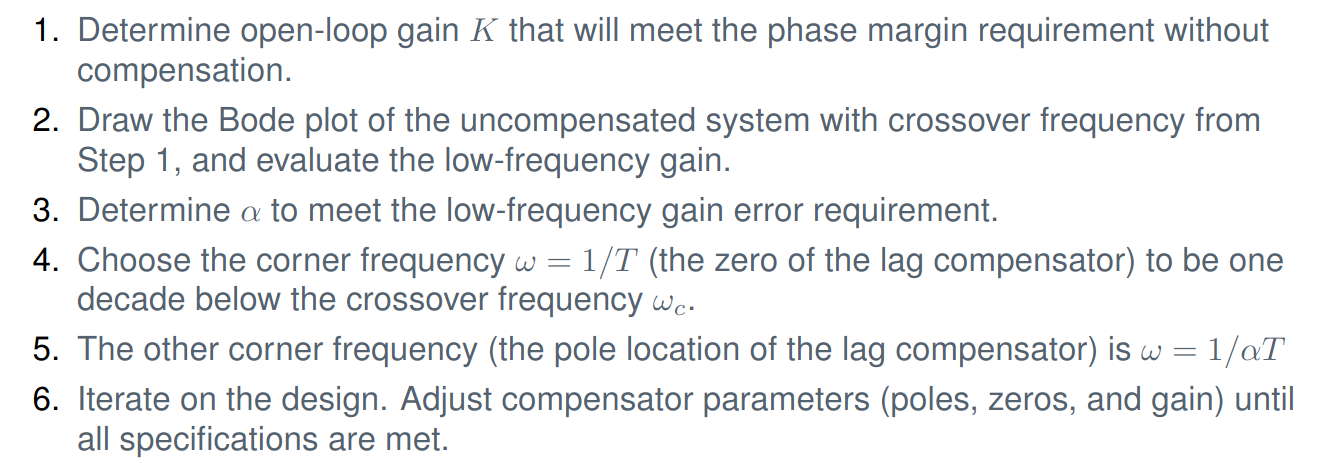 1. Determine open-loop gain K that will meet the phase margin requirement without
compensation.
2. Draw the Bode plot of the uncompensated system with crossover frequency from
Step 1, and evaluate the low-frequency gain.
3. Determine α to meet the low-frequency gain error requirement.
4. Choose the corner frequency ω = 1/T (the zero of the lag compensator) to be one
decade below the crossover frequency ωc.
5. The other corner frequency (the pole location of the lag compensator) is ω = 1/αT
6. Iterate on the design. Adjust compensator parameters (poles, zeros, and gain) until
all specifications are met.